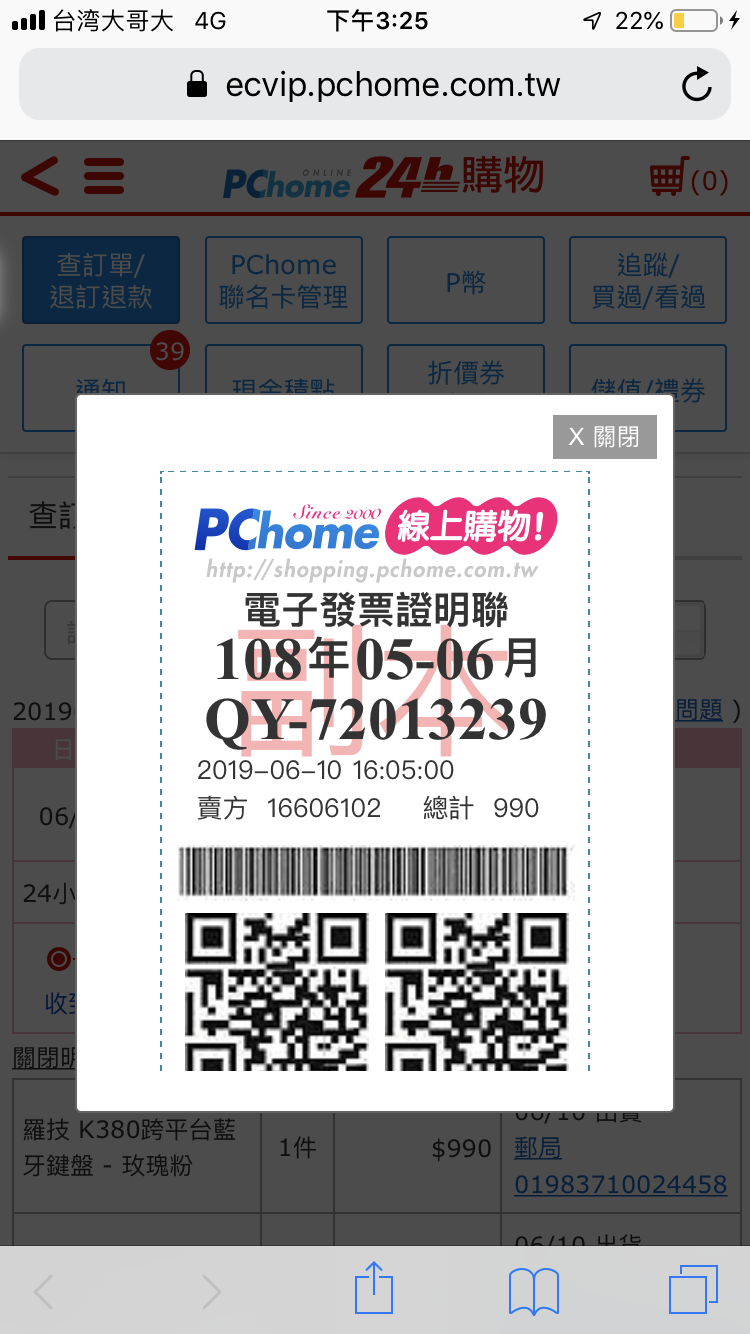 台灣大哥大 4G 下午3:25 22%
ecvip.pchome.com.tw
PChome ONLINE 24h購物 (0)
查訂單/
退訂退款
PChome
聯名卡管理
P幣
追蹤/
買過/看過
39
通知
現金積點
折價券
儲值/禮券
X 關閉
查訂
Since 2000
PChome 線上購物!
http://shopping.pchome.com.tw
電子發票證明聯
副本
108年05-06月
QY-72013239
2019-06-10 16:05:00
賣方 16606102 總計 990
2019
問題 )
日
06/
24小
收到
關閉明
羅技 K380跨平台藍
牙鍵盤 - 玫瑰粉
1件
$990
06/10 出貨
郵局
01983710024458
06/10 出貨